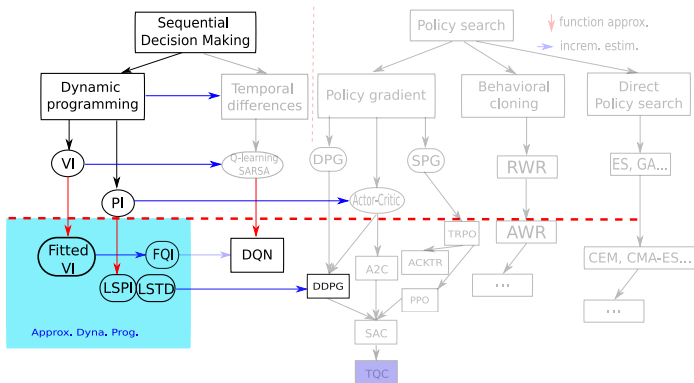 Sequential
Decision Making
Policy search
function approx.
increm. estim.
Dynamic
programming
Temporal
differences
Policy gradient
Behavioral
cloning
Direct
Policy search
VI
Q-learning
SARSA
DPG
SPG
RWR
ES, GA...
PI
Actor-Critic
Fitted
VI
FQI
DQN
TRPO
AWR
A2C
ACKTR
CEM, CMA-ES...
LSPI
LSTD
DDPG
PPO
...
...
Approx. Dyna. Prog.
SAC
TQC